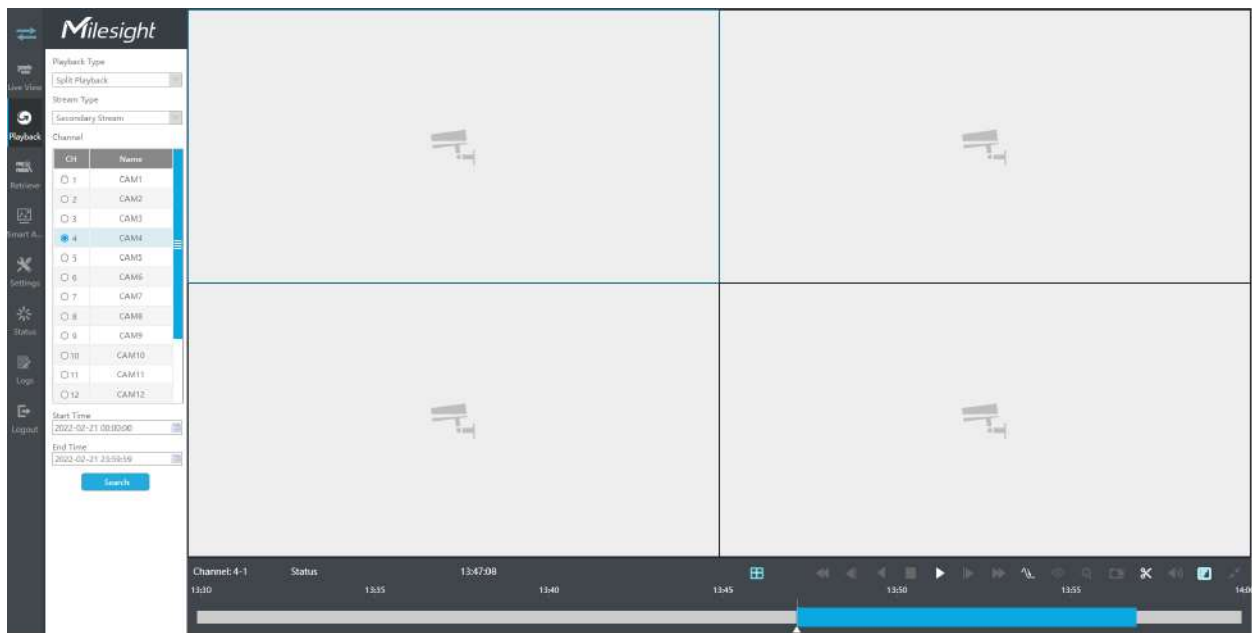 Milesight
Live View
Playback
Retrieve
Smart A...
Settings
Status
Logs
Logout
Playback Type
Split Playback
Stream Type
Secondary Stream
Channel
CH Name
1 CAM1
2 CAM2
3 CAM3
4 CAM4
5 CAM5
6 CAM6
7 CAM7
8 CAM8
9 CAM9
10 CAM10
11 CAM11
12 CAM12
Start Time
2022-02-21 00:00:00
End Time
2022-02-21 23:59:59
Search
Channel: 4-1 Status 13:47:08
13:30 13:35 13:40 13:45 13:50 13:55 14:0